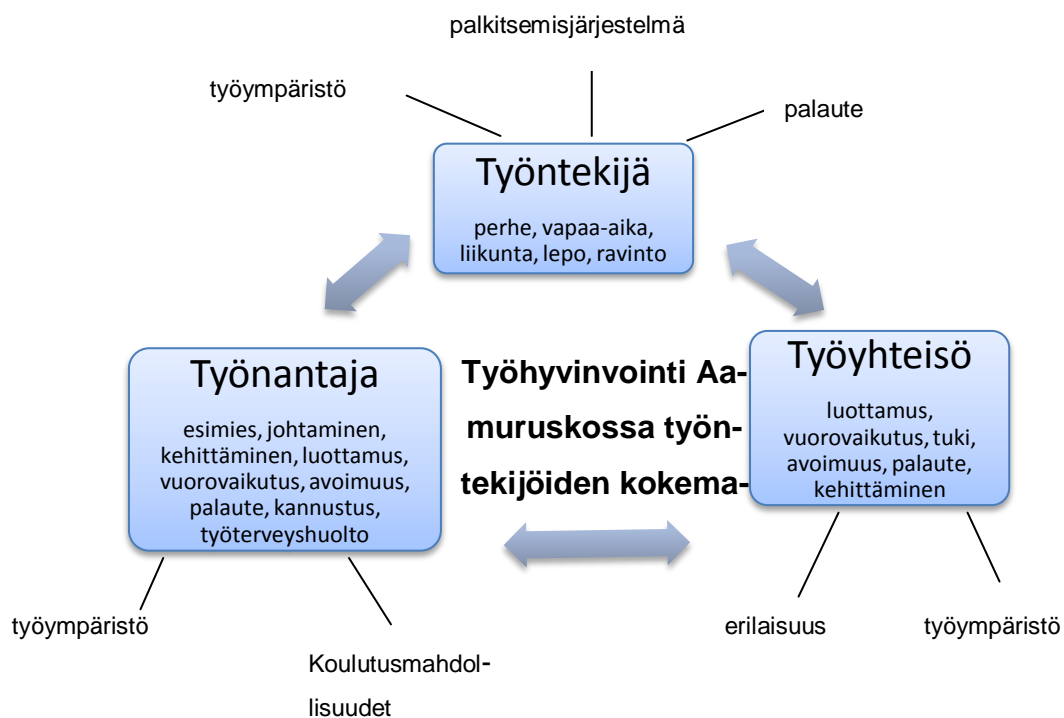 palkitsemisjärjestelmä
työympäristö
palaute
Työntekijä
perhe, vapaa-aika,
liikunta, lepo, ravinto
Työnantaja
esimies, johtaminen,
kehittäminen, luottamus,
vuorovaikutus, avoimuus,
palaute, kannustus,
työterveyshuolto
Työhyvinvointi Aa-
muruskossa työn-
tekijöiden kokema-
Työyhteisö
luottamus,
vuorovaikutus, tuki,
avoimuus, palaute,
kehittäminen
työympäristö
Koulutusmahdol-
lisuudet
erilaisuus
työympäristö